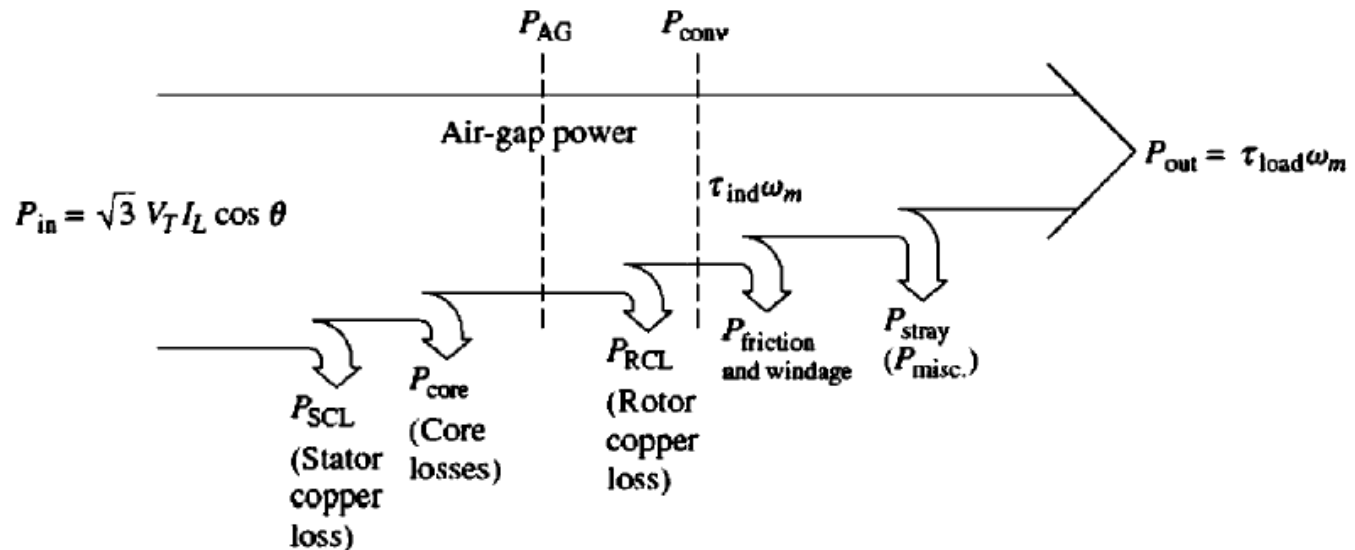 P_AG
P_conv
Air-gap power
P_out = τ_load ω_m
τ_ind ω_m
P_in = √3 V_T I_L cos θ
P_SCL
(Stator
copper
loss)
P_core
(Core
losses)
P_RCL
(Rotor
copper
loss)
P_friction
and windage
P_stray
(P_misc.)